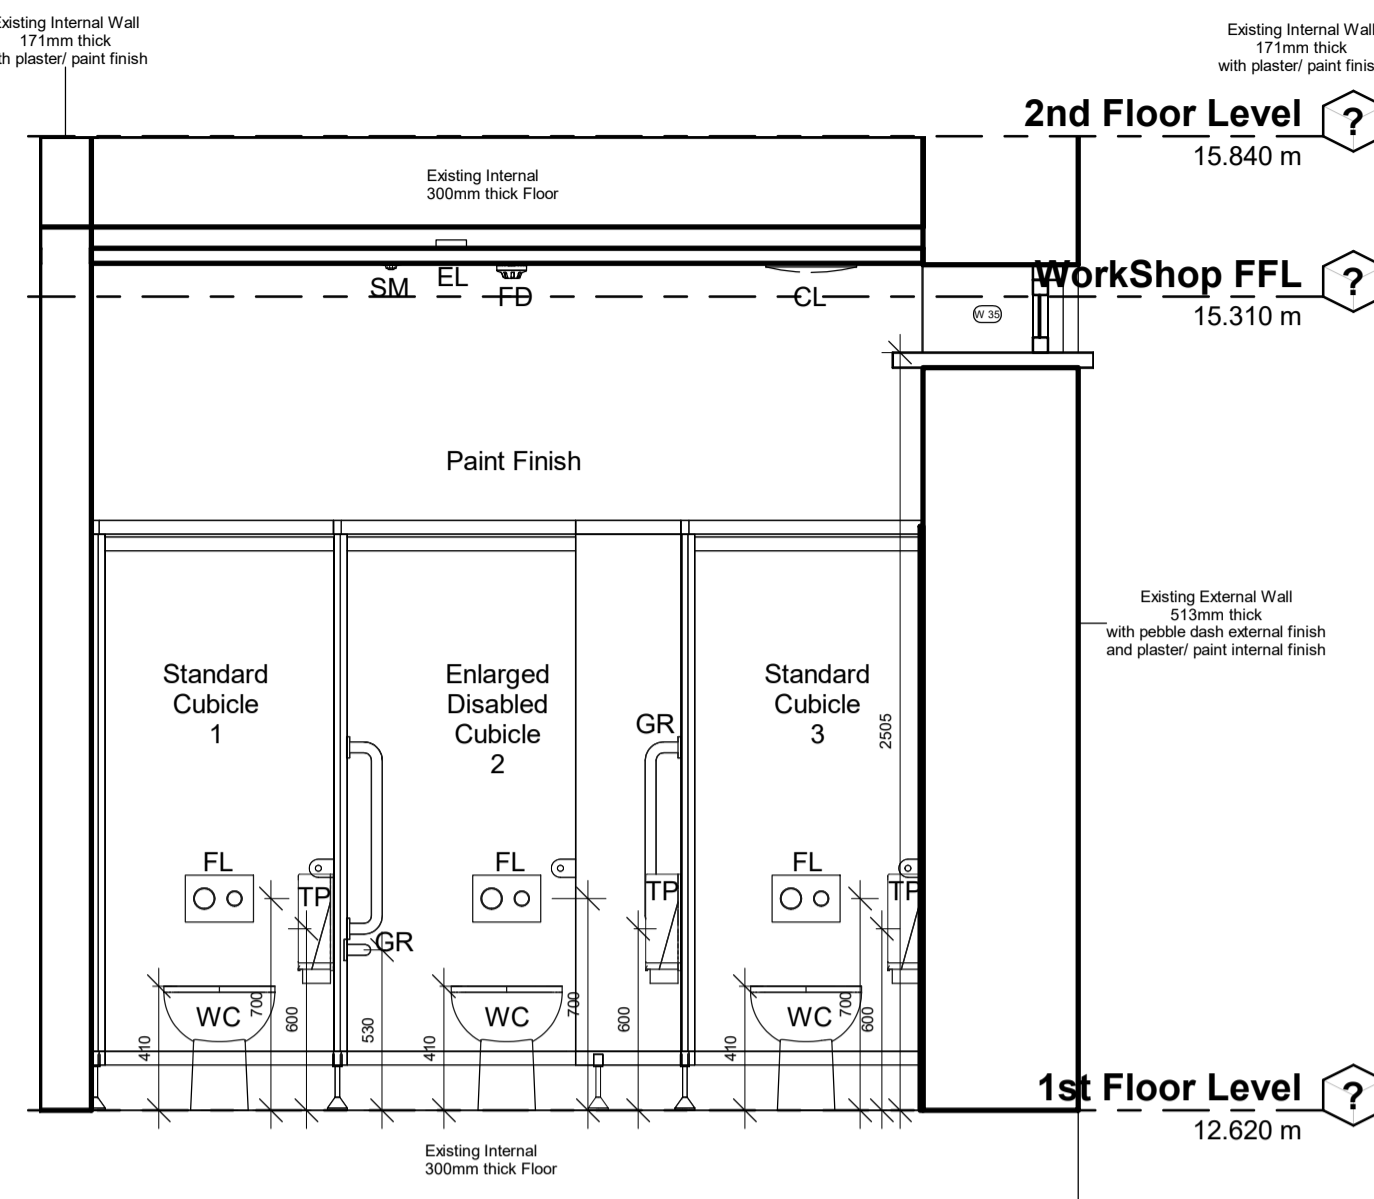 Existing Internal Wall
171mm thick
th plaster/ paint finish
Existing Internal Wall
171mm thick
with plaster/ paint finis
2nd Floor Level
?
15.840 m
Existing Internal
300mm thick Floor
SM
EL
FD
CL
WorkShop FFL
?
15.310 m
W 35
Paint Finish
Existing External Wall
513mm thick
with pebble dash external finish
and plaster/ paint internal finish
Standard
Cubicle
1
Enlarged
Disabled
Cubicle
2
GR
Standard
Cubicle
3
2505
FL
TP
GR
FL
TP
FL
TP
WC
410
700
600
530
WC
410
700
600
WC
410
700
600
1st Floor Level
?
12.620 m
Existing Internal
300mm thick Floor